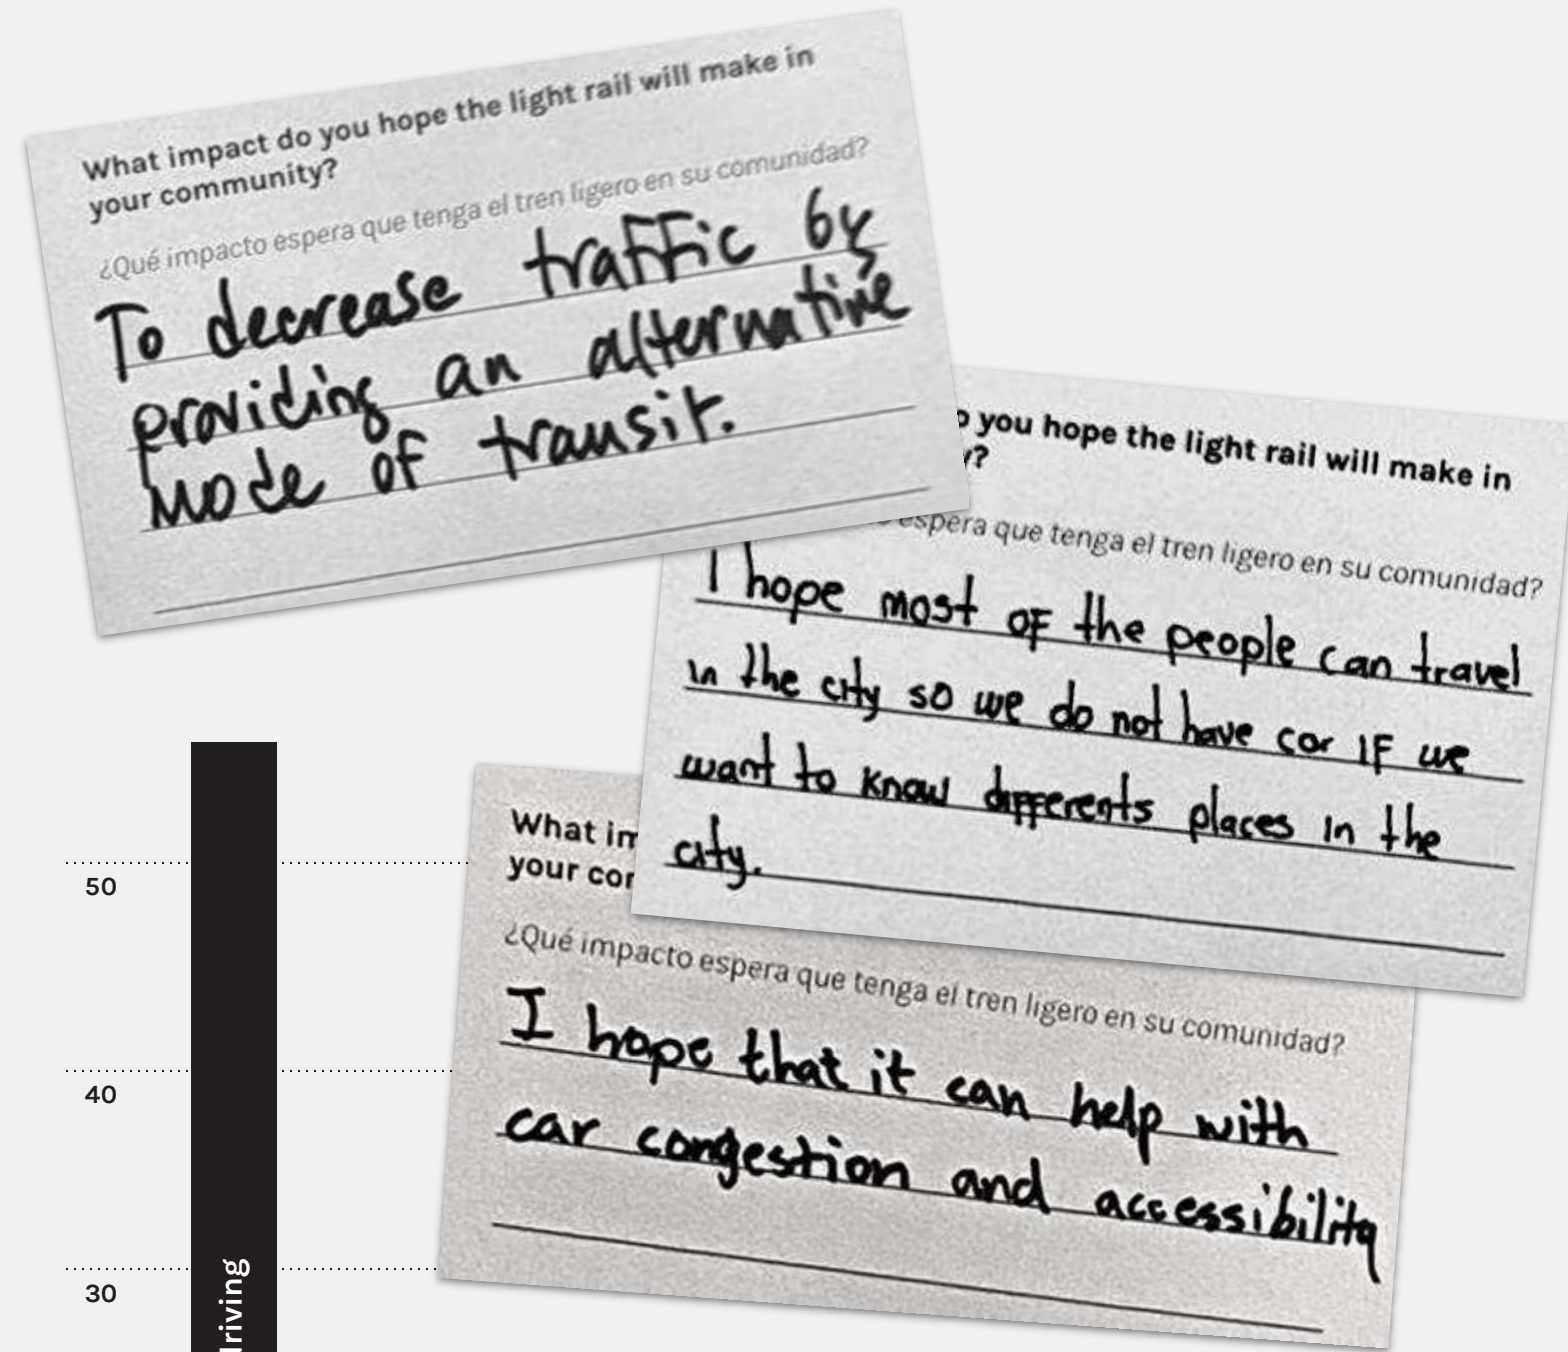 What impact do you hope the light rail will make in
your community?
¿Qué impacto espera que tenga el tren ligero en su comunidad?
To decrease traffic by
providing an alternative
mode of transit.
you hope the light rail will make in
espera que tenga el tren ligero en su comunidad?
I hope most of the people can travel
in the city so we do not have car if we
want to know differents places in the
city.
What
your
¿Qué impacto espera que tenga el tren ligero en su comunidad?
I hope that it can help with
car congestion and accessibility
50
40
30
riving